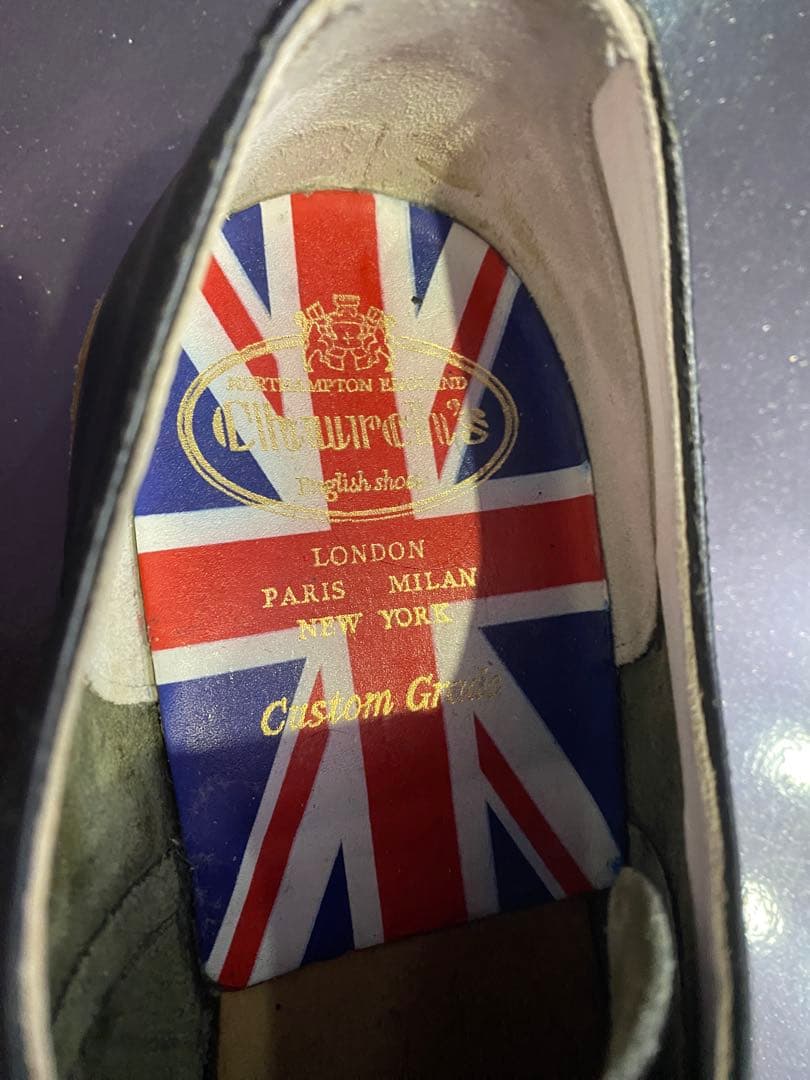 NORTHAMPTON ENGLAND
Church's
English shoes
LONDON
PARIS MILAN
NEW YORK
Custom Grade